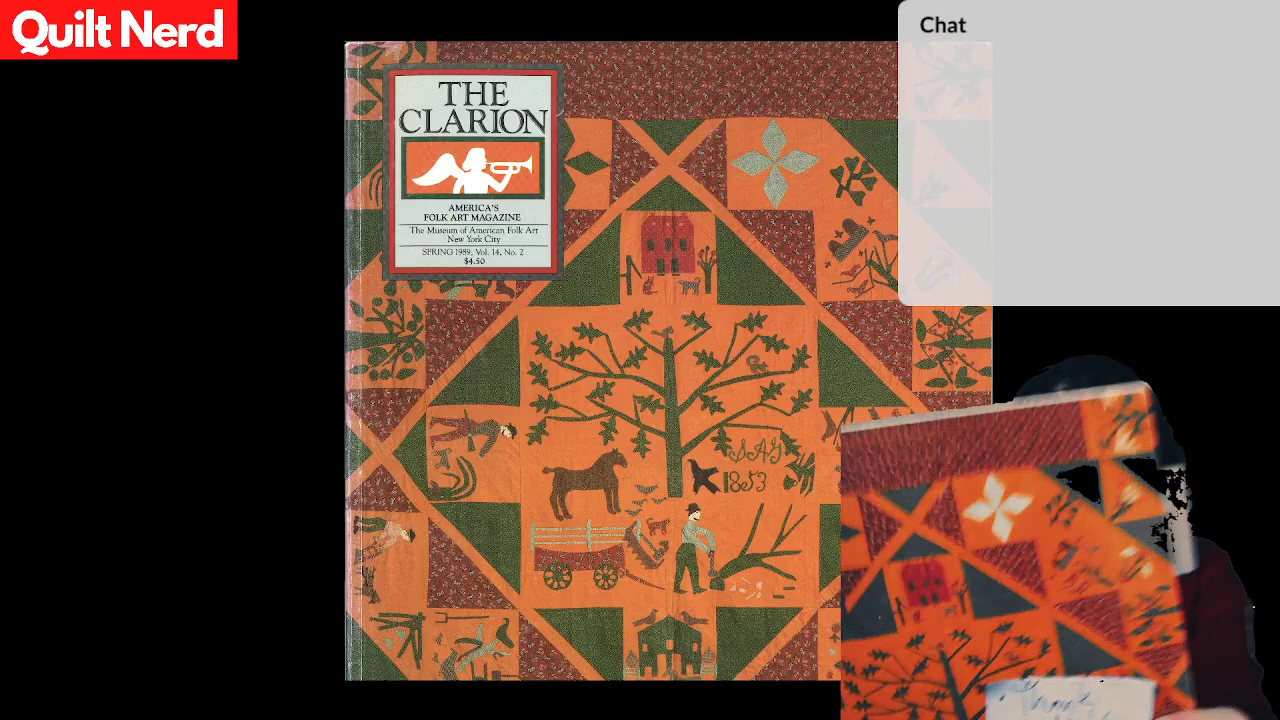 Quilt Nerd
Chat
THE
CLARION
AMERICA'S
FOLK ART MAGAZINE
The Museum of American Folk Art
New York City
SPRING 1989, Vol. 14, No. 2
$4.50
SAG
1853
Thank